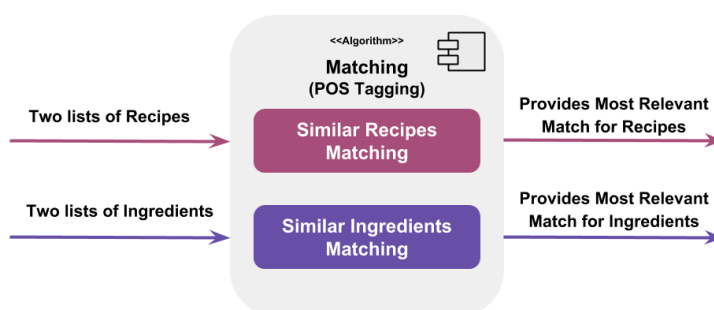 <<Algorithm>>
Matching
(POS Tagging)
Two lists of Recipes
Similar Recipes
Matching
Provides Most Relevant
Match for Recipes
Two lists of Ingredients
Similar Ingredients
Matching
Provides Most Relevant
Match for Ingredients